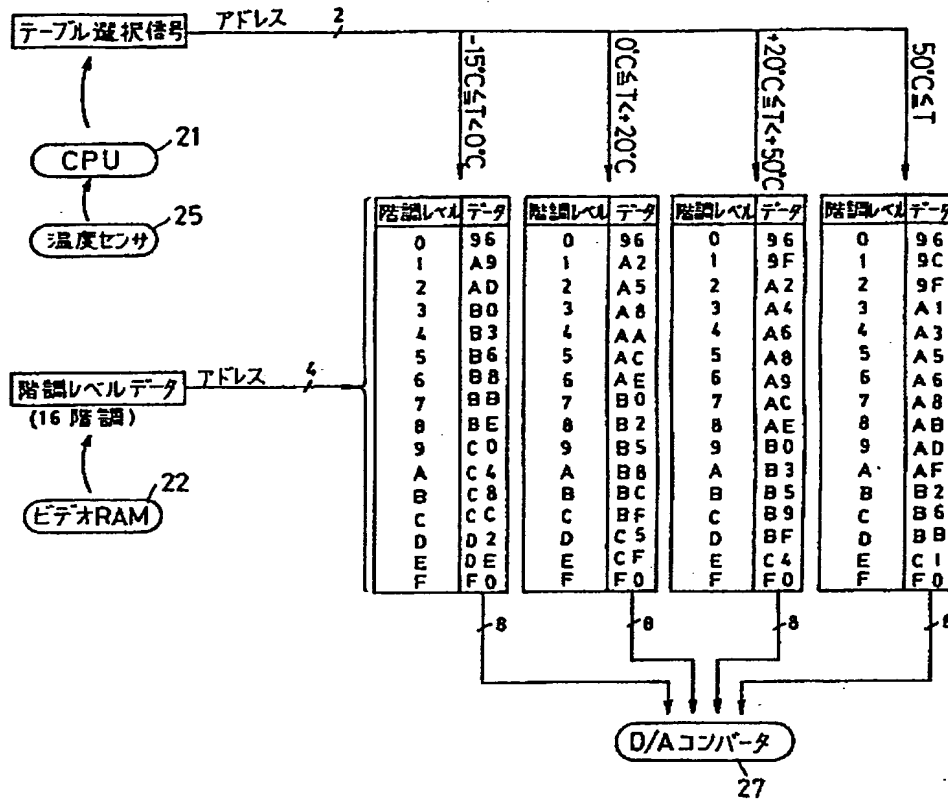 テーブル選択信号
アドレス
2
CPU
21
温度センサ
25
-15℃≦T<0℃
0℃≦T<+20℃
+20℃≦T<+50℃
50℃≦T
階調レベルデータ
(16階調)
アドレス
4
ビデオRAM
22
階調レベル データ
0 96
1 A9
2 AD
3 B0
4 B3
5 B6
6 B8
7 BB
8 BE
9 C0
A C4
B C8
C CC
D D2
E DE
F F0
階調レベル データ
0 96
1 A2
2 A5
3 A8
4 AA
5 AC
6 AE
7 B0
8 B2
9 B5
A B8
B BC
C BF
D C5
E CF
F F0
階調レベル データ
0 96
1 9F
2 A2
3 A4
4 A6
5 A8
6 A9
7 AC
8 AE
9 B0
A B3
B B5
C B9
D BF
E C4
F F0
階調レベル データ
0 96
1 9C
2 9F
3 A1
4 A3
5 A5
6 A6
7 A8
8 AB
9 AD
A AF
B B2
C B6
D BB
E C1
F F0
8
8
8
8
D/Aコンバータ
27